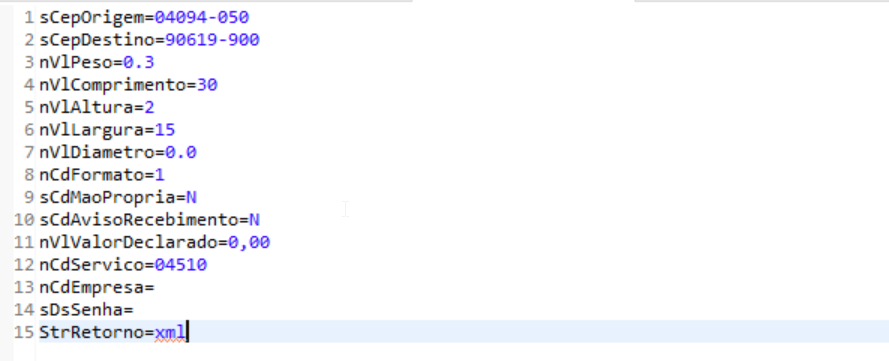 1 sCepOrigem=04094-050
2 sCepDestino=90619-900
3 nVlPeso=0.3
4 nVlComprimento=30
5 nVlAltura=2
6 nVlLargura=15
7 nVlDiametro=0.0
8 nCdFormato=1
9 sCdMaoPropria=N
10 sCdAvisoRecebimento=N
11 nVlValorDeclarado=0,00
12 nCdServico=04510
13 nCdEmpresa=
14 sDsSenha=
15 StrRetorno=xml